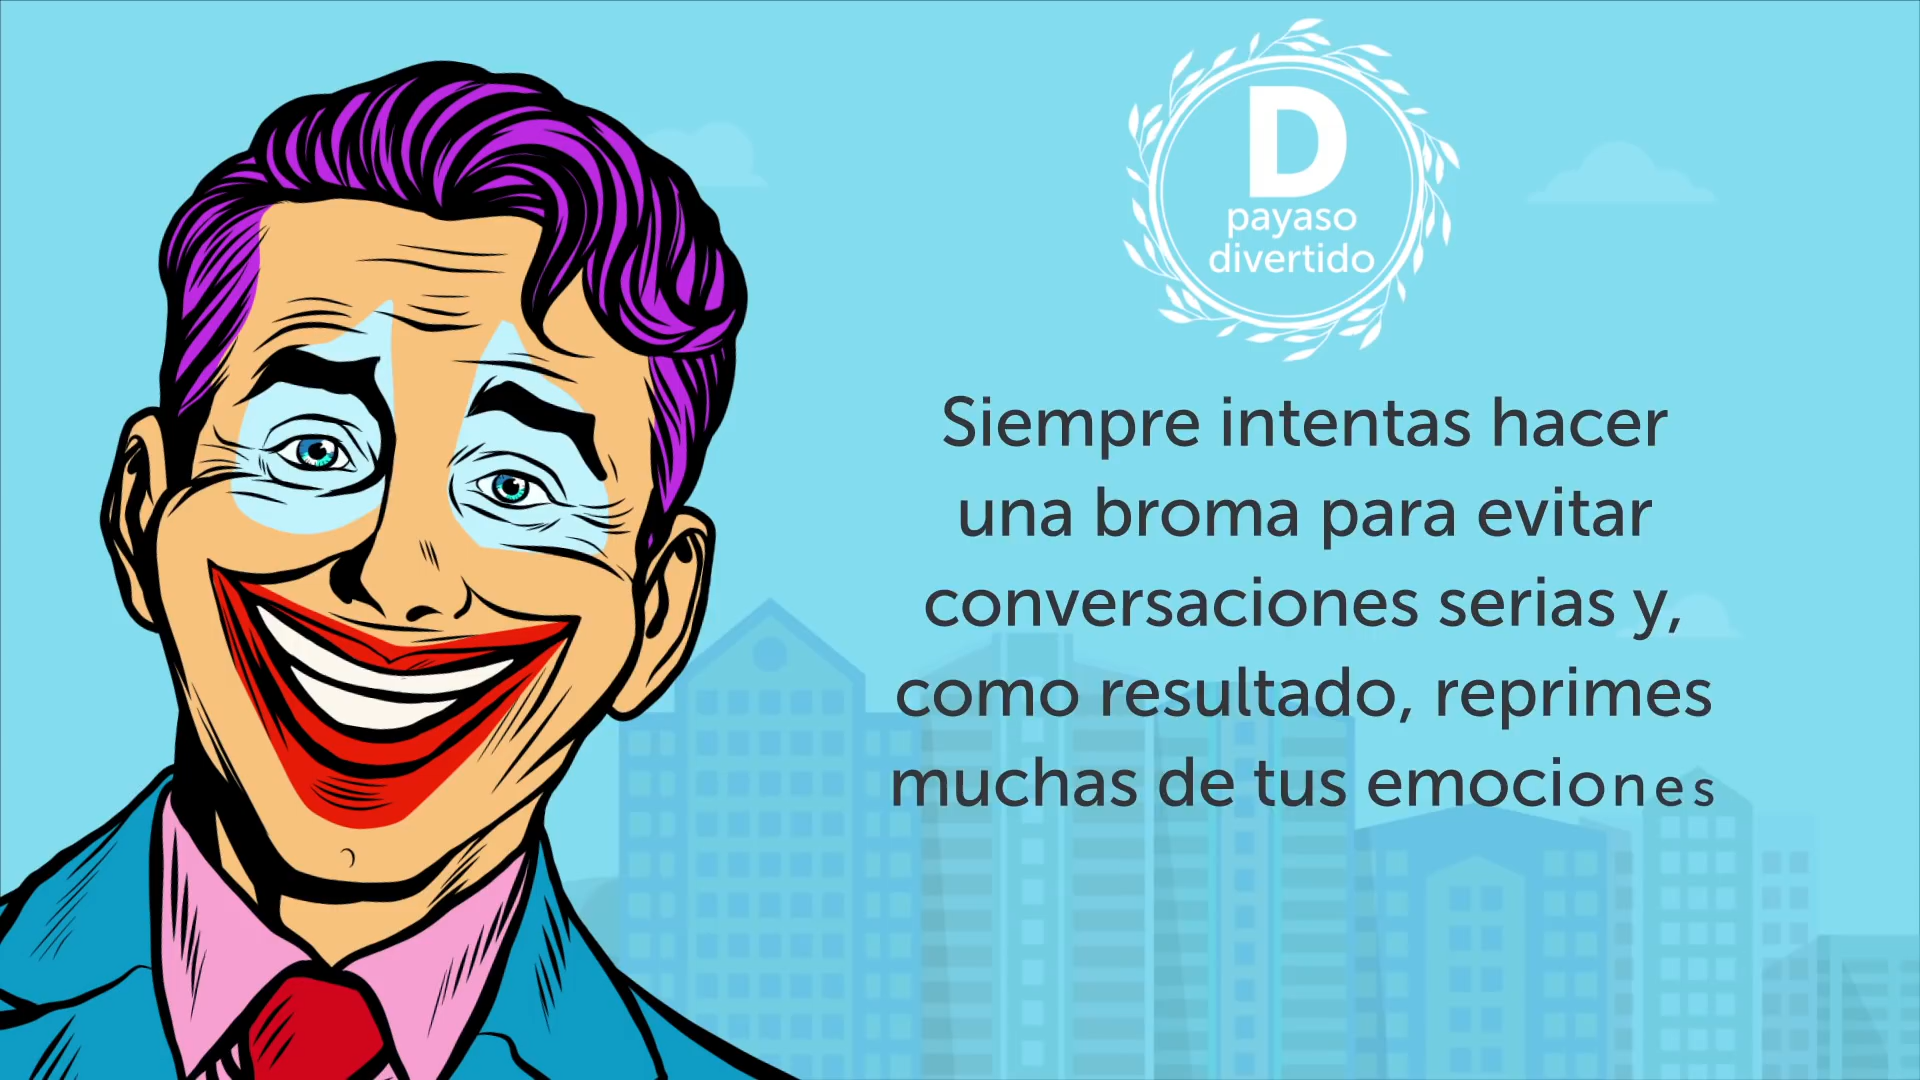 D
payaso
divertido
Siempre intentas hacer
una broma para evitar
conversaciones serias y,
como resultado, reprimes
muchas de tus emociones